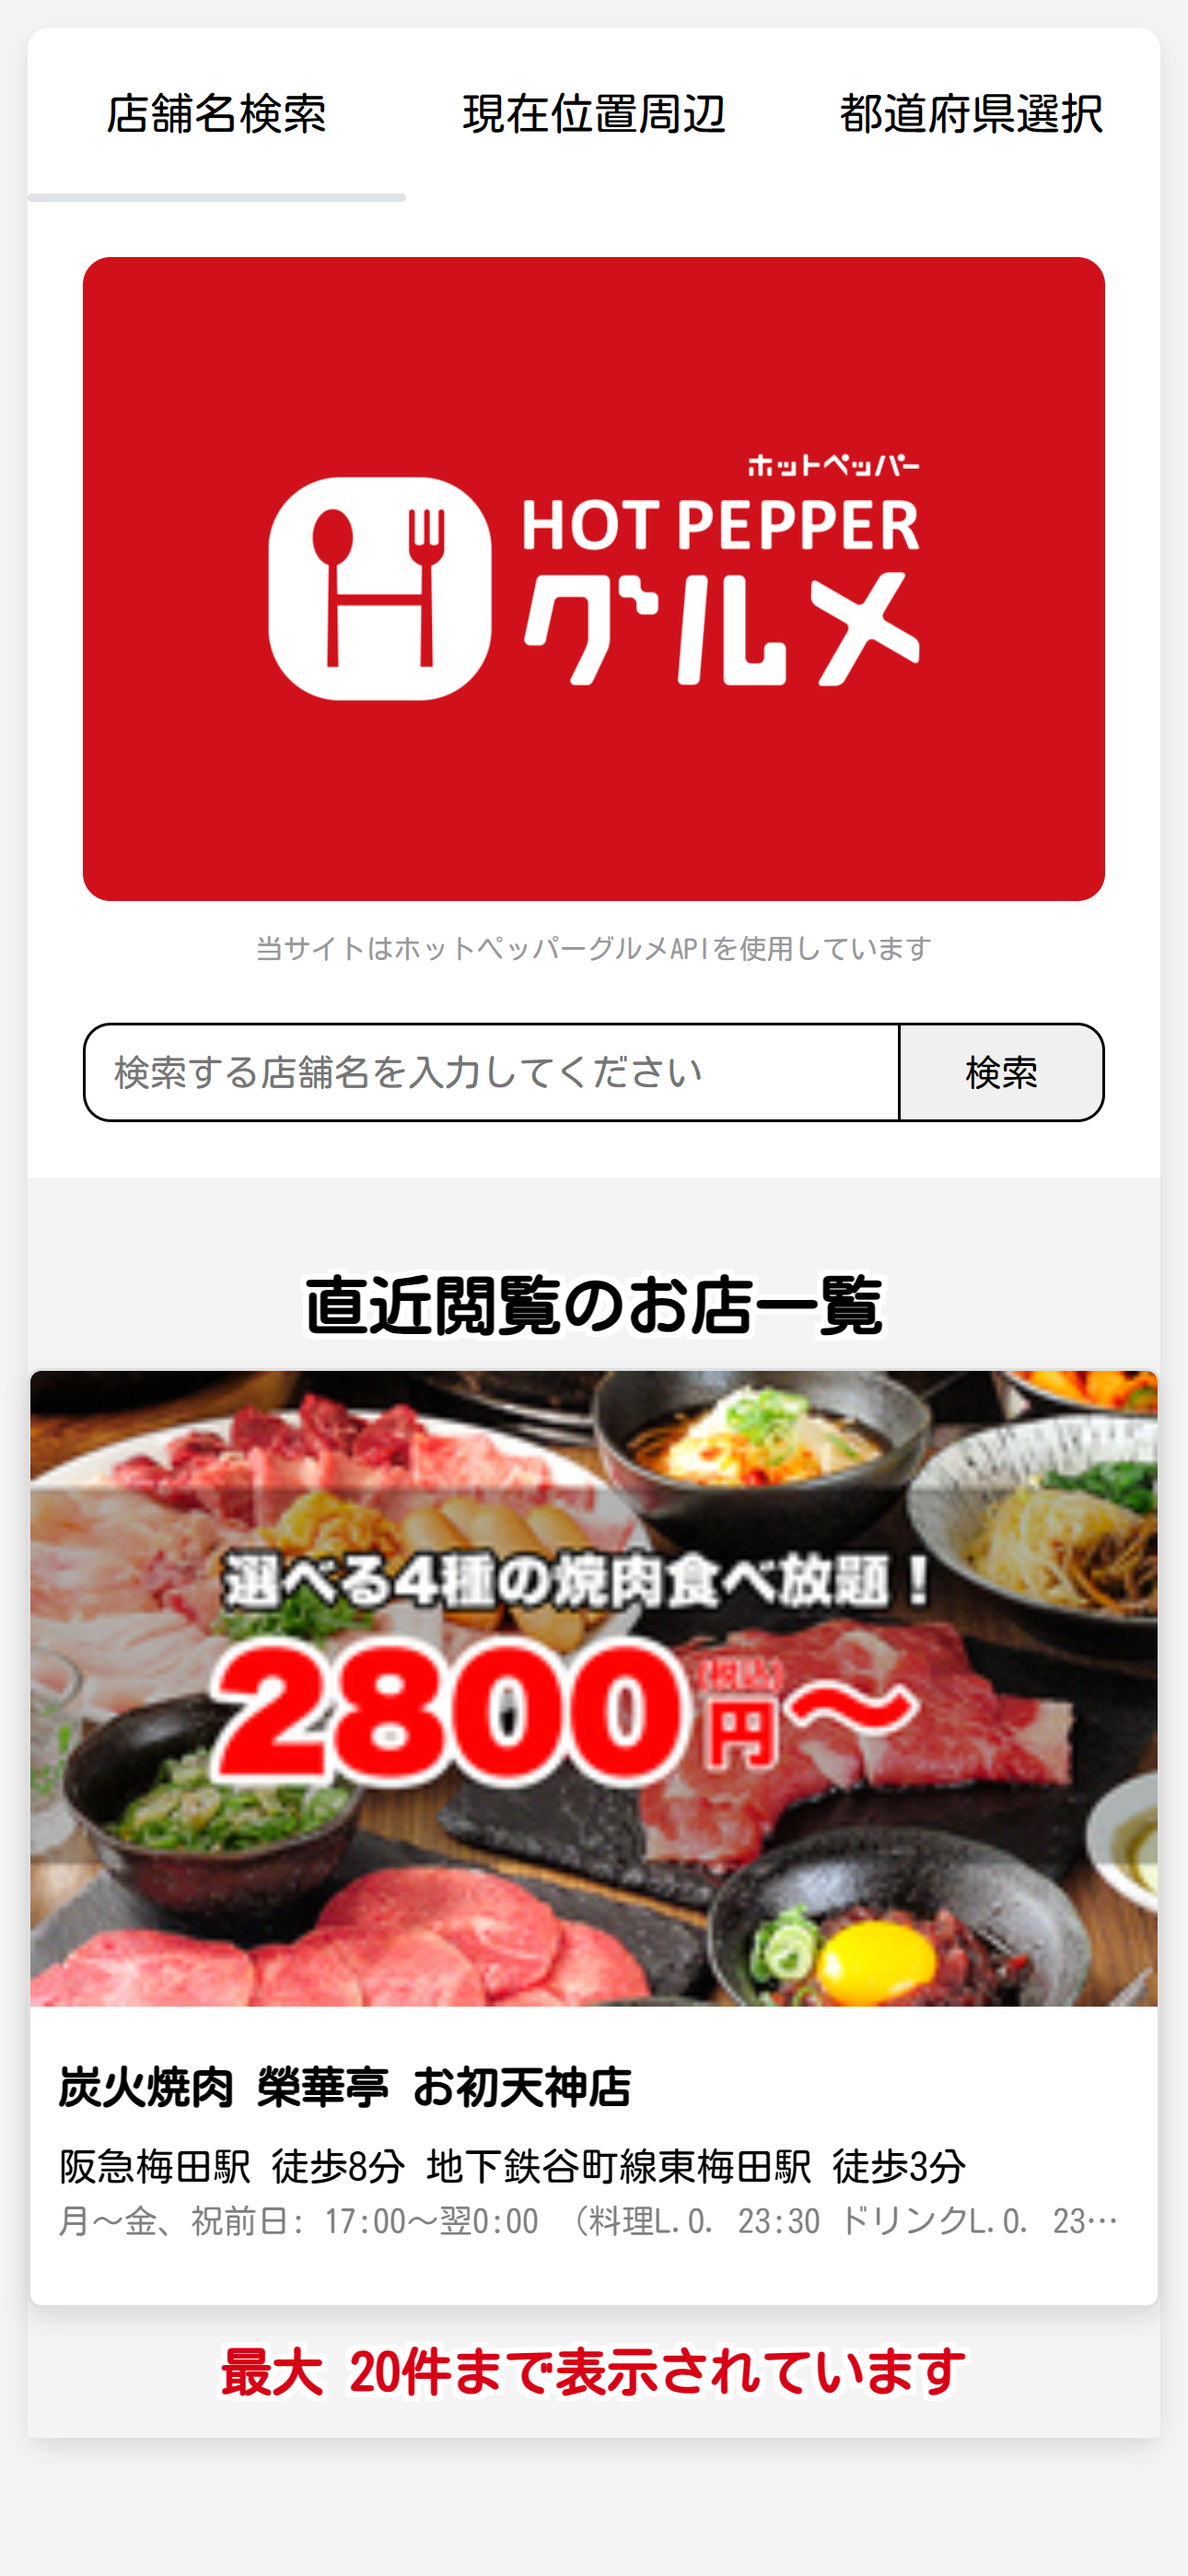 店舗名検索 現在位置周辺 都道府県選択
ホットペッパー
HOT PEPPER
グルメ
当サイトはホットペッパーグルメAPIを使用しています
検索する店舗名を入力してください 検索
直近閲覧のお店一覧
選べる4種の焼肉食べ放題！
2800円(税込)～
炭火焼肉 榮華亭 お初天神店
阪急梅田駅 徒歩8分 地下鉄谷町線東梅田駅 徒歩3分
月～金、祝前日: 17:00～翌0:00 （料理L.O. 23:30 ドリンクL.O. 23…
最大 20件まで表示されています